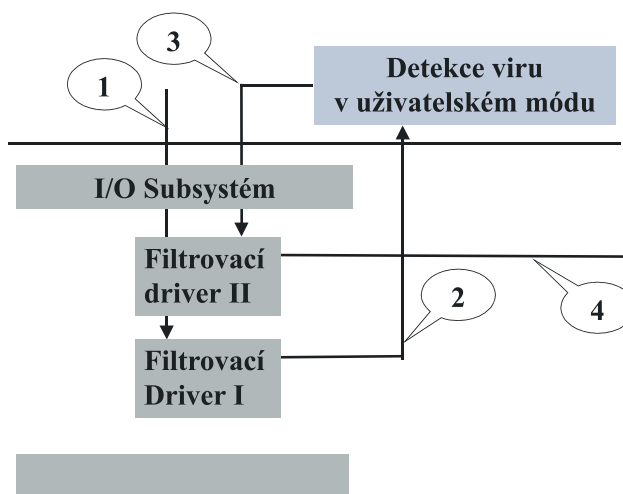 3
1
Detekce viru
v uživatelském módu
I/O Subsystém
Filtrovací
driver II
2
4
Filtrovací
Driver I